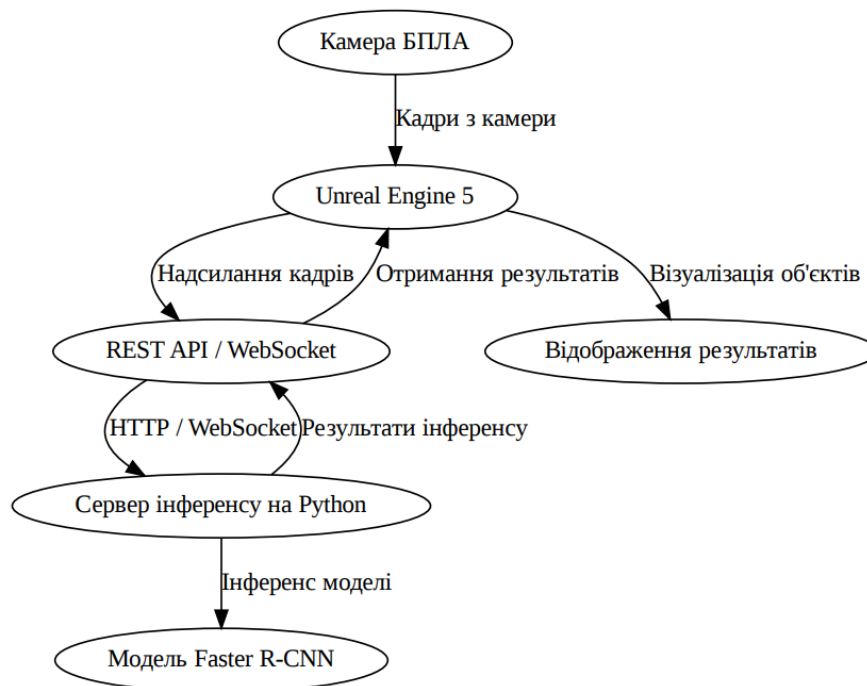 Камера БПЛА
Кадри з камери
Unreal Engine 5
Надсилання кадрів
Отримання результатів
Візуалізація об'єктів
REST API / WebSocket
Відображення результатів
HTTP / WebSocket
Результати інференсу
Сервер інференсу на Python
Інференс моделі
Модель Faster R-CNN